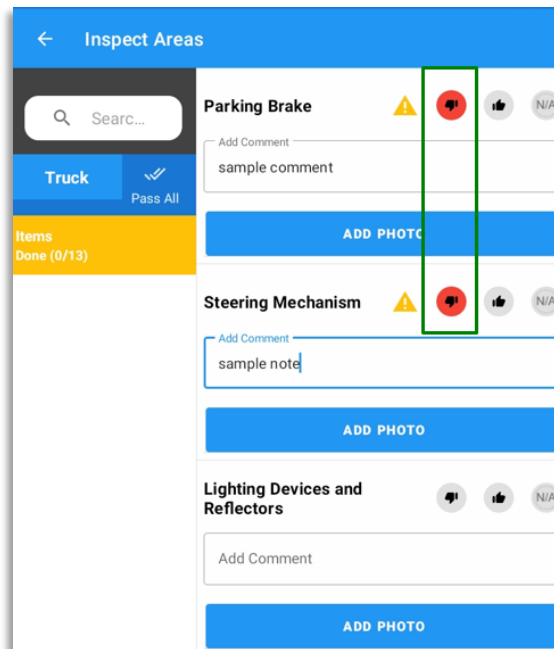 Inspect Areas
Searc...
Truck
Pass All
Items
Done (0/13)
Parking Brake
N/A
Add Comment
sample comment
ADD PHOTO
Steering Mechanism
N/A
Add Comment
sample note
ADD PHOTO
Lighting Devices and
Reflectors
N/A
Add Comment
ADD PHOTO